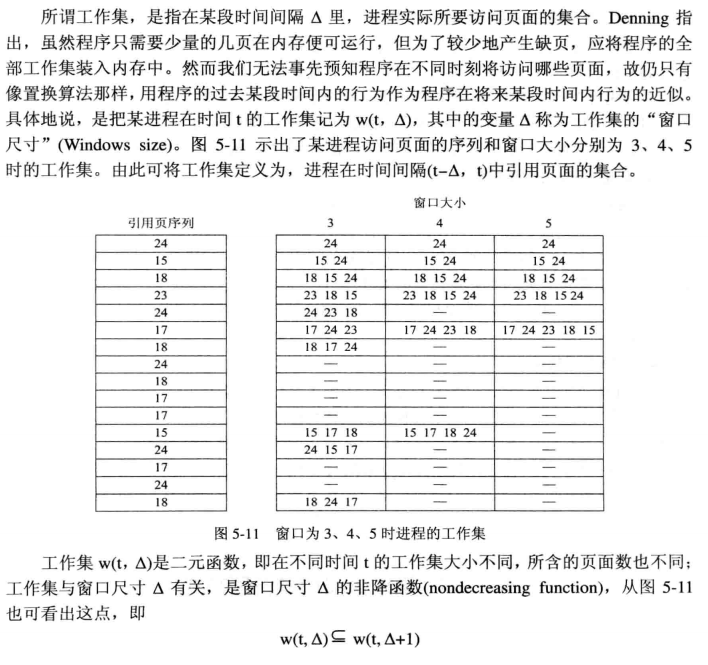 所谓工作集，是指在某段时间间隔 Δ 里，进程实际所要访问页面的集合。Denning 指
出，虽然程序只需要少量的几页在内存便可运行，但为了较少地产生缺页，应将程序的全
部工作集装入内存中。然而我们无法事先预知程序在不同时刻将访问哪些页面，故仍只有
像置换算法那样，用程序的过去某段时间内的行为作为程序在将来某段时间内行为的近似。
具体地说，是把某进程在时间 t 的工作集记为 w(t, Δ)，其中的变量 Δ 称为工作集的“窗口
尺寸”(Windows size)。图 5-11 示出了某进程访问页面的序列和窗口大小分别为 3、4、5
时的工作集。由此可将工作集定义为，进程在时间间隔(t-Δ, t)中引用页面的集合。
窗口大小
引用页序列 3 4 5
24 24 24 24
15 15 24 15 24 15 24
18 18 15 24 18 15 24 18 15 24
23 23 18 15 23 18 15 24 23 18 15 24
24 24 23 18 — —
17 17 24 23 17 24 23 18 17 24 23 18 15
18 18 17 24 — —
24 — — —
18 — — —
17 — — —
17 — — —
15 15 17 18 15 17 18 24 —
24 24 15 17 — —
17 — — —
24 — — —
18 18 24 17 — —
图 5-11 窗口为 3、4、5 时进程的工作集
工作集 w(t, Δ)是二元函数，即在不同时间 t 的工作集大小不同，所含的页面数也不同；
工作集与窗口尺寸 Δ 有关，是窗口尺寸 Δ 的非降函数(nondecreasing function)，从图 5-11
也可看出这点，即
w(t, Δ)⊆ w(t, Δ+1)